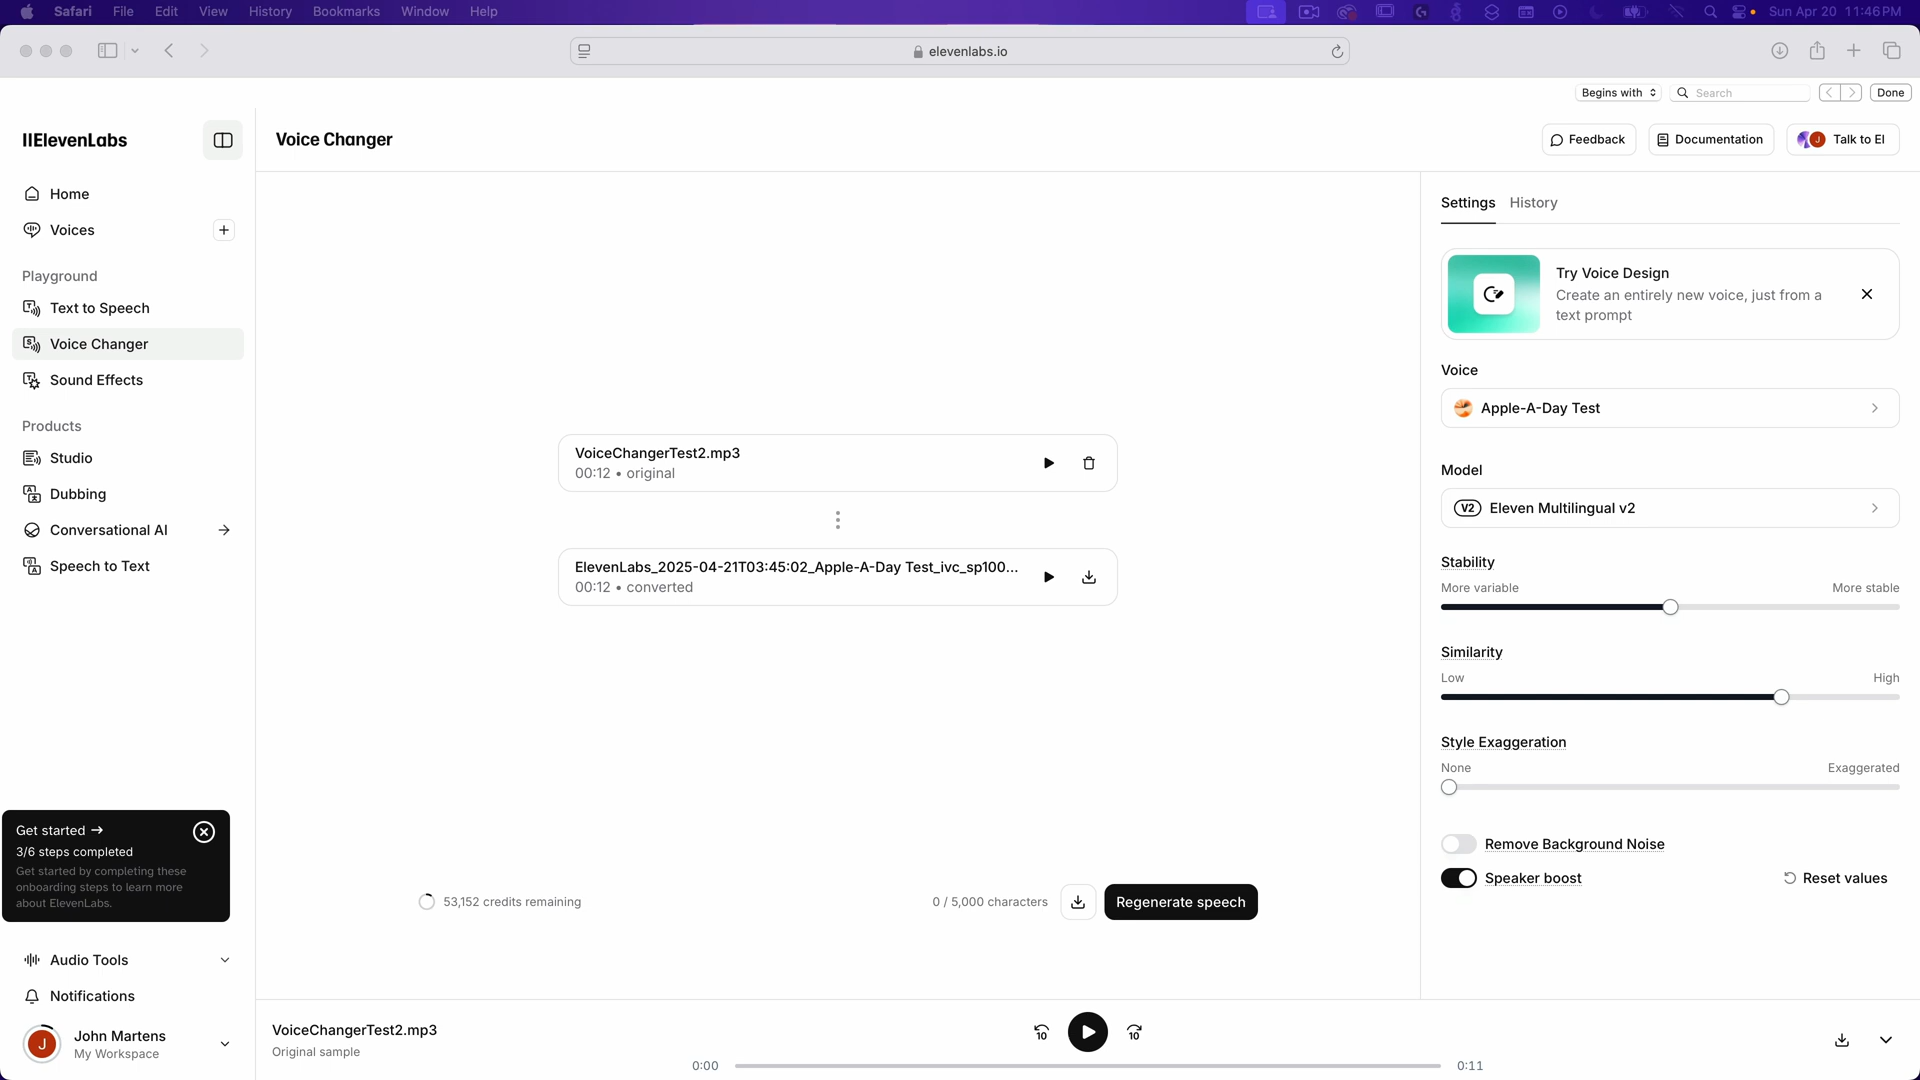 Safari File Edit View History Bookmarks Window Help
Sun Apr 20 11:46 PM
elevenlabs.io
Begins with
Search
Done
IIElevenLabs
Home
Voices
Playground
Text to Speech
Voice Changer
Sound Effects
Products
Studio
Dubbing
Conversational AI
Speech to Text
Get started →
3/6 steps completed
Get started by completing these
onboarding steps to learn more
about ElevenLabs.
Audio Tools
Notifications
J
John Martens
My Workspace
Voice Changer
Feedback
Documentation
J
Talk to El
VoiceChangerTest2.mp3
00:12 • original
ElevenLabs_2025-04-21T03:45:02_Apple-A-Day Test_ivc_sp100...
00:12 • converted
53,152 credits remaining
0 / 5,000 characters
Regenerate speech
Settings History
Try Voice Design
Create an entirely new voice, just from a
text prompt
Voice
Apple-A-Day Test
Model
V2 Eleven Multilingual v2
Stability
More variable More stable
Similarity
Low High
Style Exaggeration
None Exaggerated
Remove Background Noise
Speaker boost
Reset values
VoiceChangerTest2.mp3
Original sample
10
10
0:00
0:11